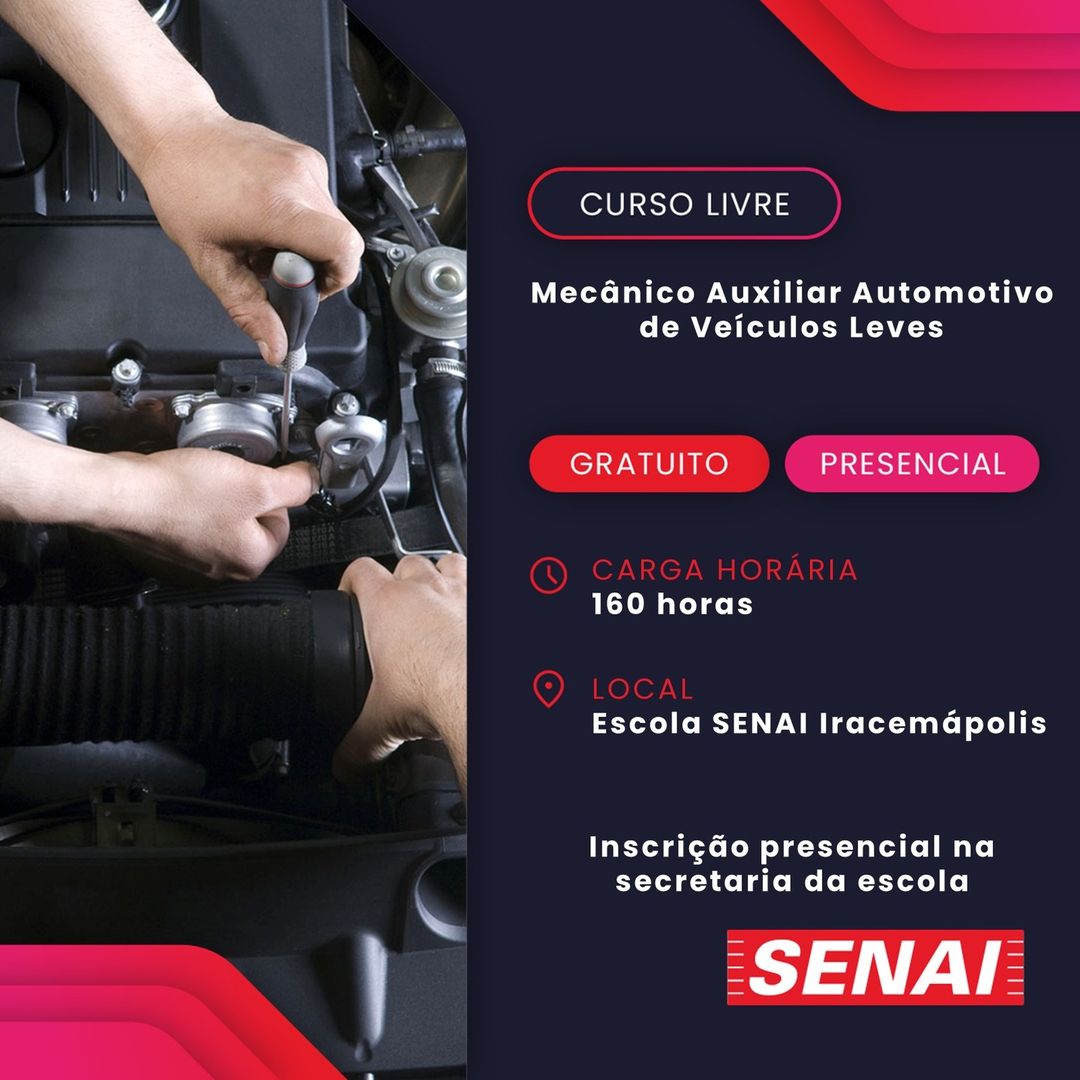 CURSO LIVRE
Mecânico Auxiliar Automotivo
de Veículos Leves
GRATUITO
PRESENCIAL
CARGA HORÁRIA
160 horas
LOCAL
Escola SENAI Iracemápolis
Inscrição presencial na
secretaria da escola
SENAI